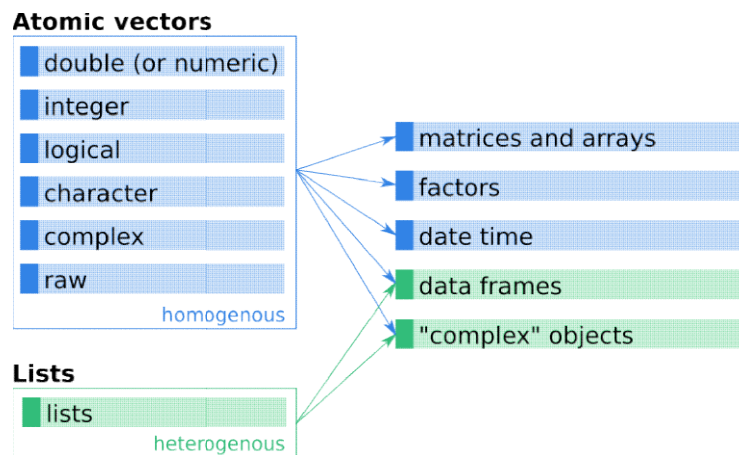 Atomic vectors
double (or numeric)
integer
logical
character
complex
raw
homogenous
Lists
lists
heterogenous
matrices and arrays
factors
date time
data frames
"complex" objects